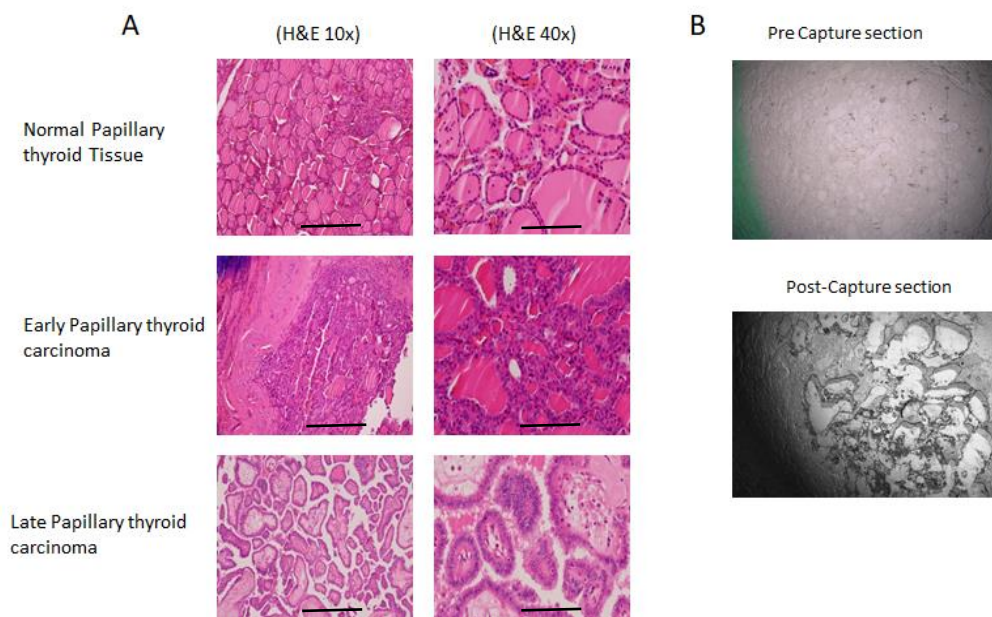 A
(H&E 10x)
(H&E 40x)
B
Pre Capture section
Normal Papillary
thyroid Tissue
Early Papillary thyroid
carcinoma
Post-Capture section
Late Papillary thyroid
carcinoma